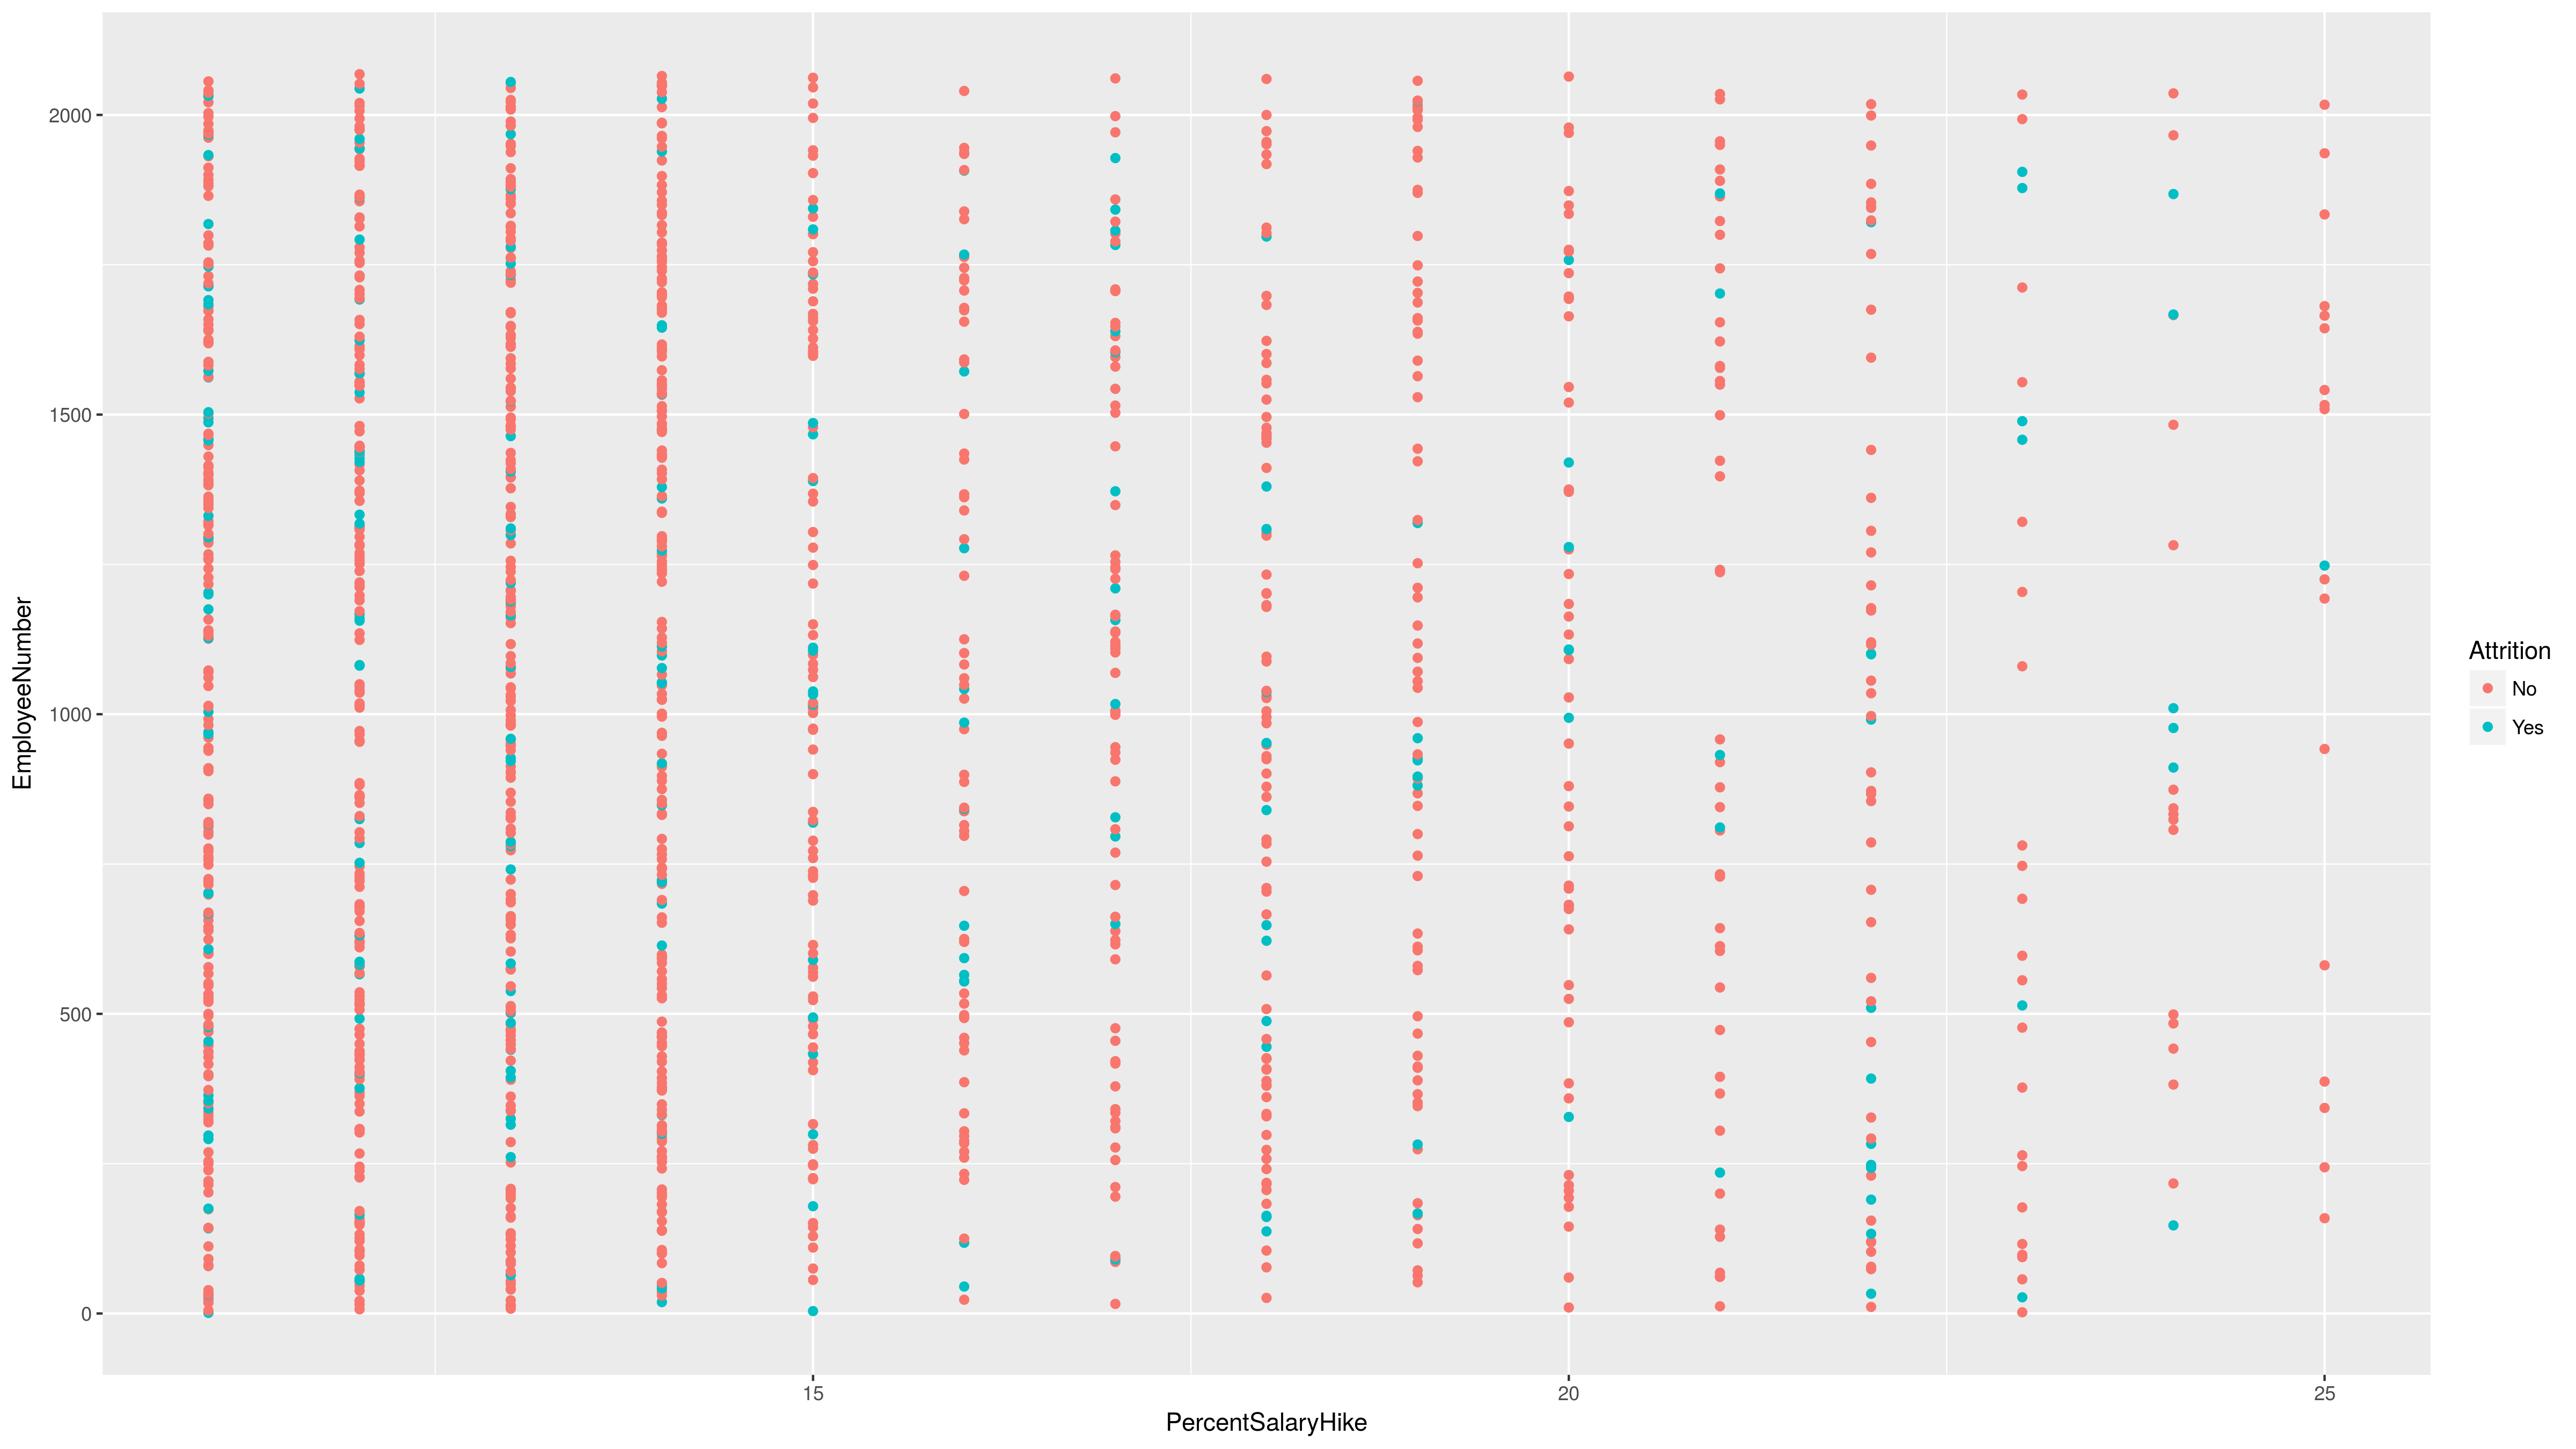 2000
1500
1000
500
0
EmployeeNumber
15
20
25
PercentSalaryHike
Attrition
No
Yes